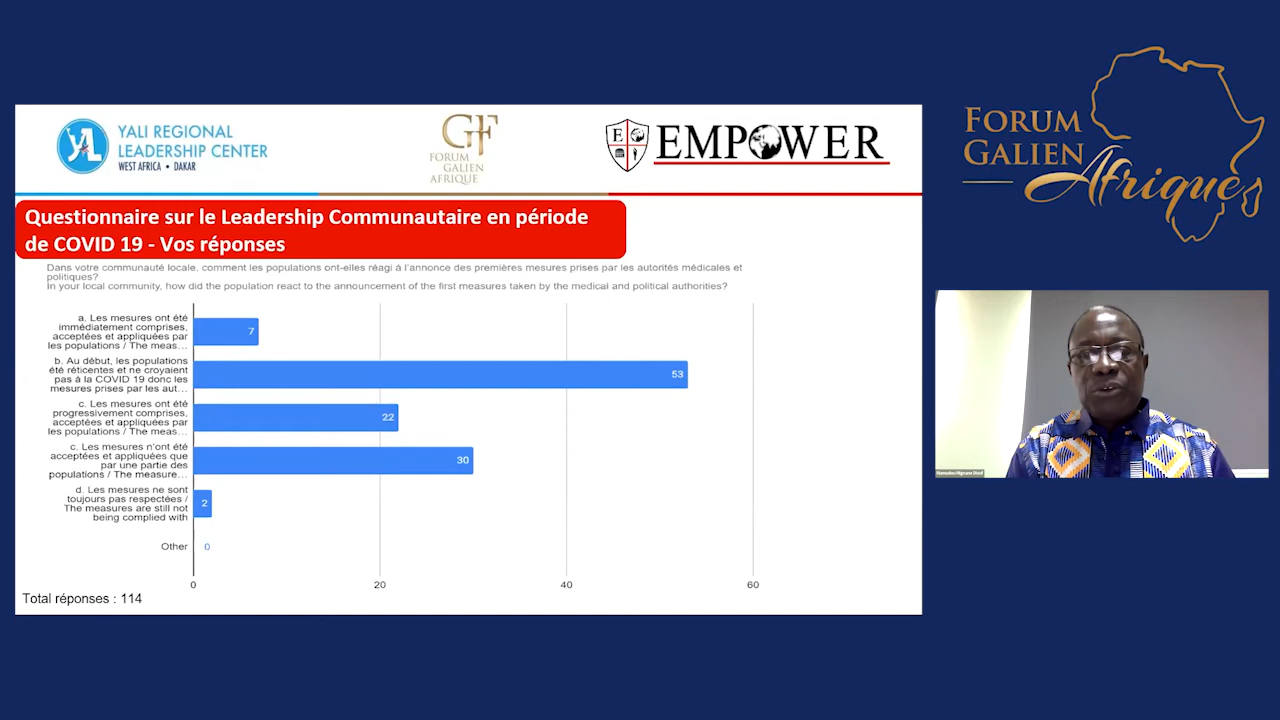 YALI REGIONAL
LEADERSHIP CENTER
WEST AFRICA • DAKAR
GF
FORUM
GALIEN
AFRIQUE
E
EMPOWER
FORUM
GALIEN
Afrique
Questionnaire sur le Leadership Communautaire en période
de COVID 19 - Vos réponses
Dans votre communauté locale, comment les populations ont-elles réagi à l'annonce des premières mesures prises par les autorités médicales et
politiques?
In your local community, how did the population react to the announcement of the first measures taken by the medical and political authorities?
a. Les mesures ont été
immédiatement comprises,
acceptées et appliquées par
les populations / The meas…
7
b. Au début, les populations
été réticentes et ne croyaient
pas à la COVID 19 donc les
mesures prises par les aut…
53
c. Les mesures ont été
progressivement comprises,
acceptées et appliquées par
les populations / The meas…
22
c. Les mesures n'ont été
acceptées et appliquées que
par une partie des
populations / The measure…
30
d. Les mesures ne sont
toujours pas respectées /
The measures are still not
being complied with
2
Other
0
0
20
40
60
Total réponses : 114